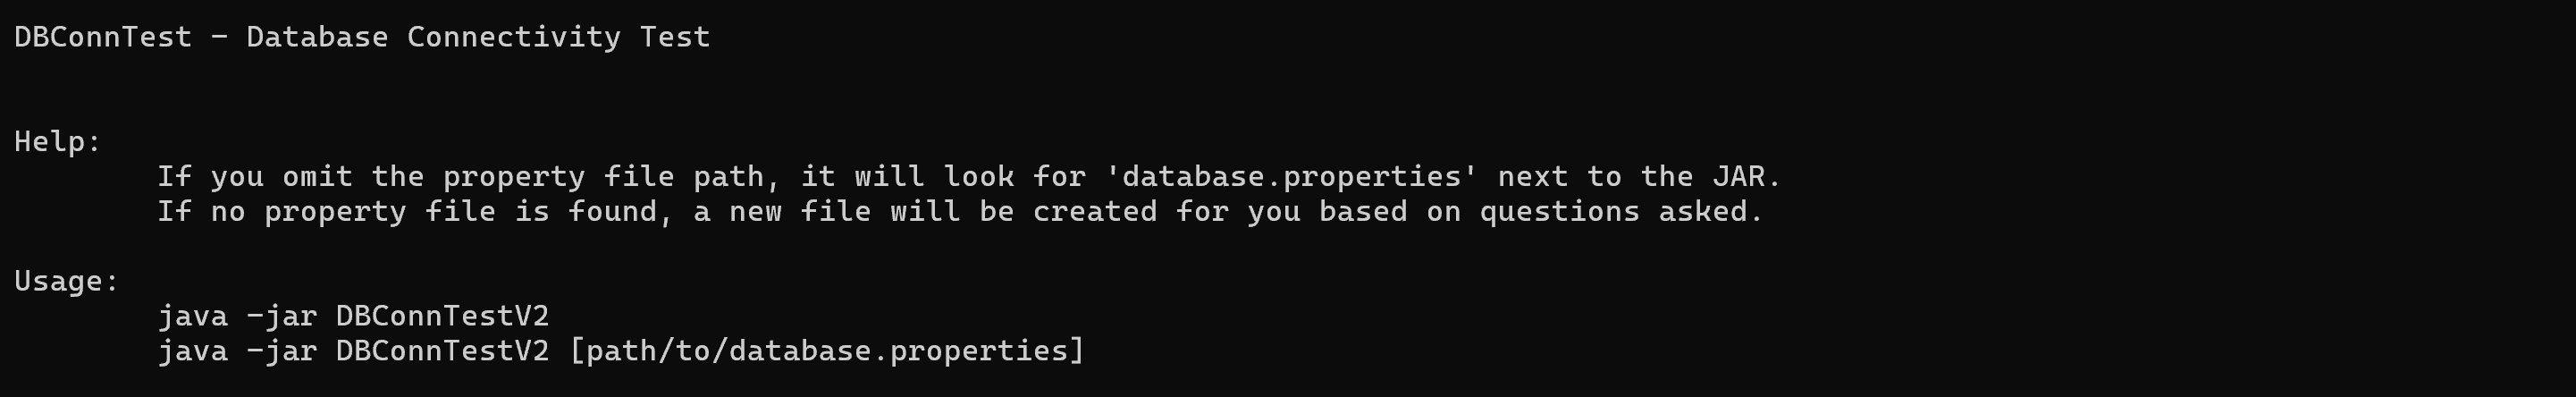 DBConnTest - Database Connectivity Test
Help:
If you omit the property file path, it will look for 'database.properties' next to the JAR.
If no property file is found, a new file will be created for you based on questions asked.
Usage:
java -jar DBConnTestV2
java -jar DBConnTestV2 [path/to/database.properties]